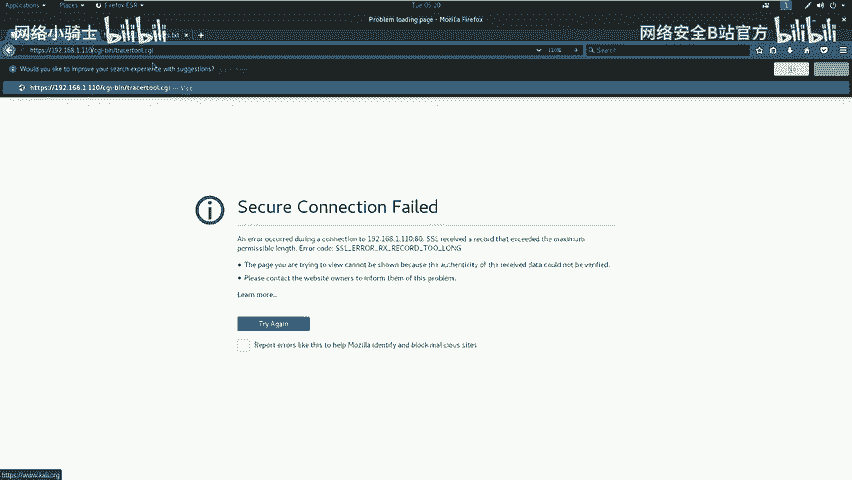 Applications Places Firefox ESR Tue 05:20
Problem loading page - Mozilla Firefox
网络小骑士 bilibili
网络安全B站官方 bilibili
https://192.168.1.110/cgi-bin/tracertool.cgi
110%
Search
Would you like to improve your search experience with suggestions?
https://192.168.1.110/cgi-bin/tracertool.cgi
Secure Connection Failed
An error occurred during a connection to 192.168.1.110:80. SSL received a record that exceeded the maximum
permissible length. Error code: SSL_ERROR_RX_RECORD_TOO_LONG
The page you are trying to view cannot be shown because the authenticity of the received data could not be verified.
Please contact the website owners to inform them of this problem.
Learn more...
Try Again
Report errors like this to help Mozilla identify and block malicious sites
https://www.kali.org